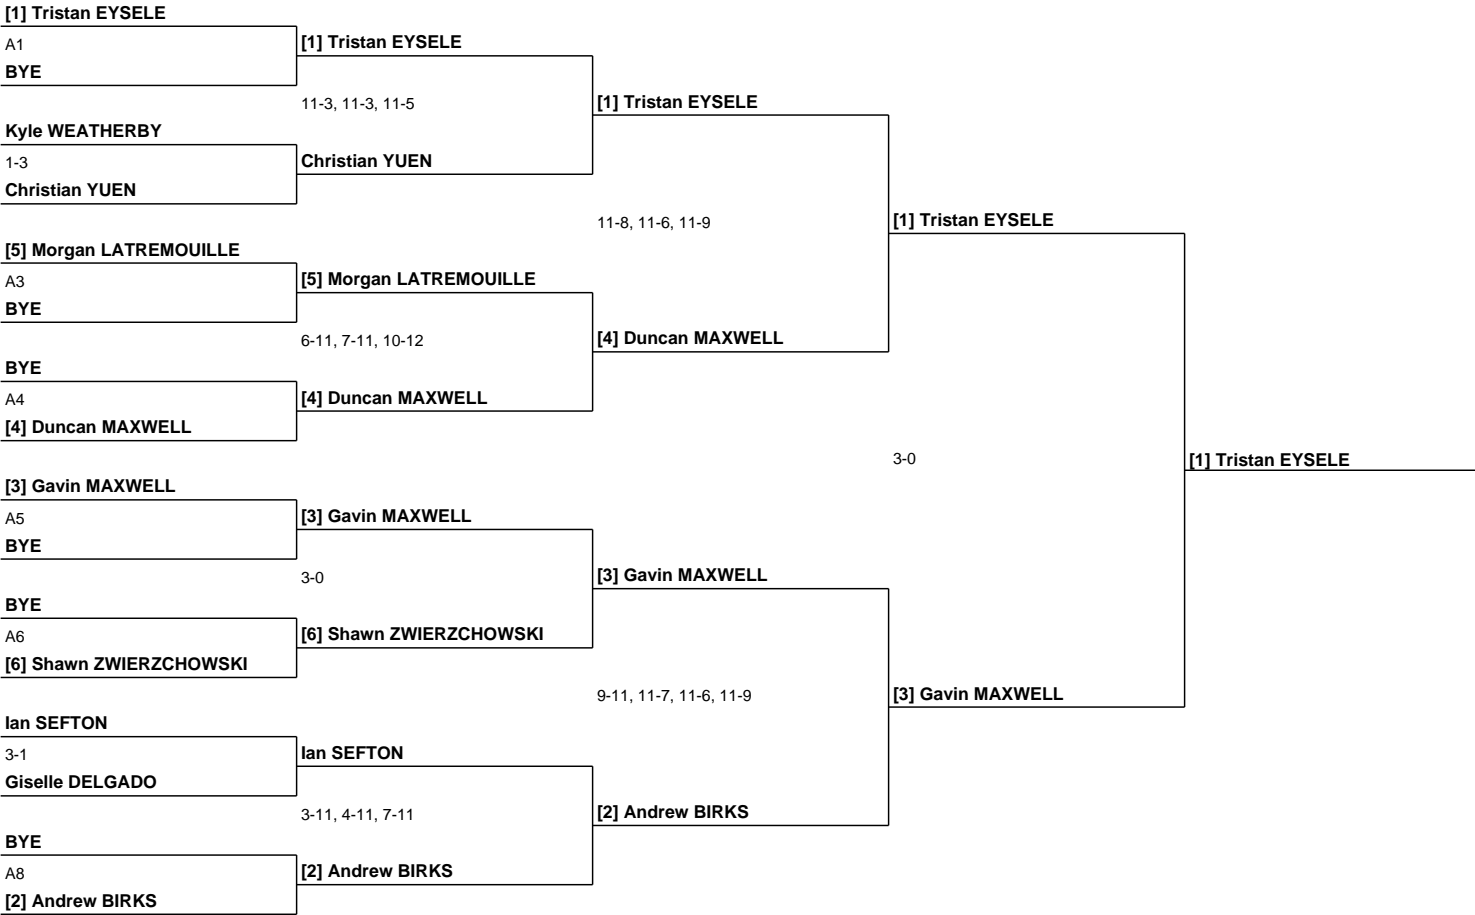 [1] Tristan EYSELE
A1
BYE
Kyle WEATHERBY
1-3
Christian YUEN
[5] Morgan LATREMOUILLE
A3
BYE
BYE
A4
[4] Duncan MAXWELL
[3] Gavin MAXWELL
A5
BYE
BYE
A6
[6] Shawn ZWIERZCHOWSKI
Ian SEFTON
3-1
Giselle DELGADO
BYE
A8
[2] Andrew BIRKS
[1] Tristan EYSELE
11-3, 11-3, 11-5
Christian YUEN
[5] Morgan LATREMOUILLE
6-11, 7-11, 10-12
[4] Duncan MAXWELL
[3] Gavin MAXWELL
3-0
[6] Shawn ZWIERZCHOWSKI
Ian SEFTON
3-11, 4-11, 7-11
[2] Andrew BIRKS
[1] Tristan EYSELE
11-8, 11-6, 11-9
[4] Duncan MAXWELL
[3] Gavin MAXWELL
9-11, 11-7, 11-6, 11-9
[2] Andrew BIRKS
[1] Tristan EYSELE
3-0
[3] Gavin MAXWELL
[1] Tristan EYSELE